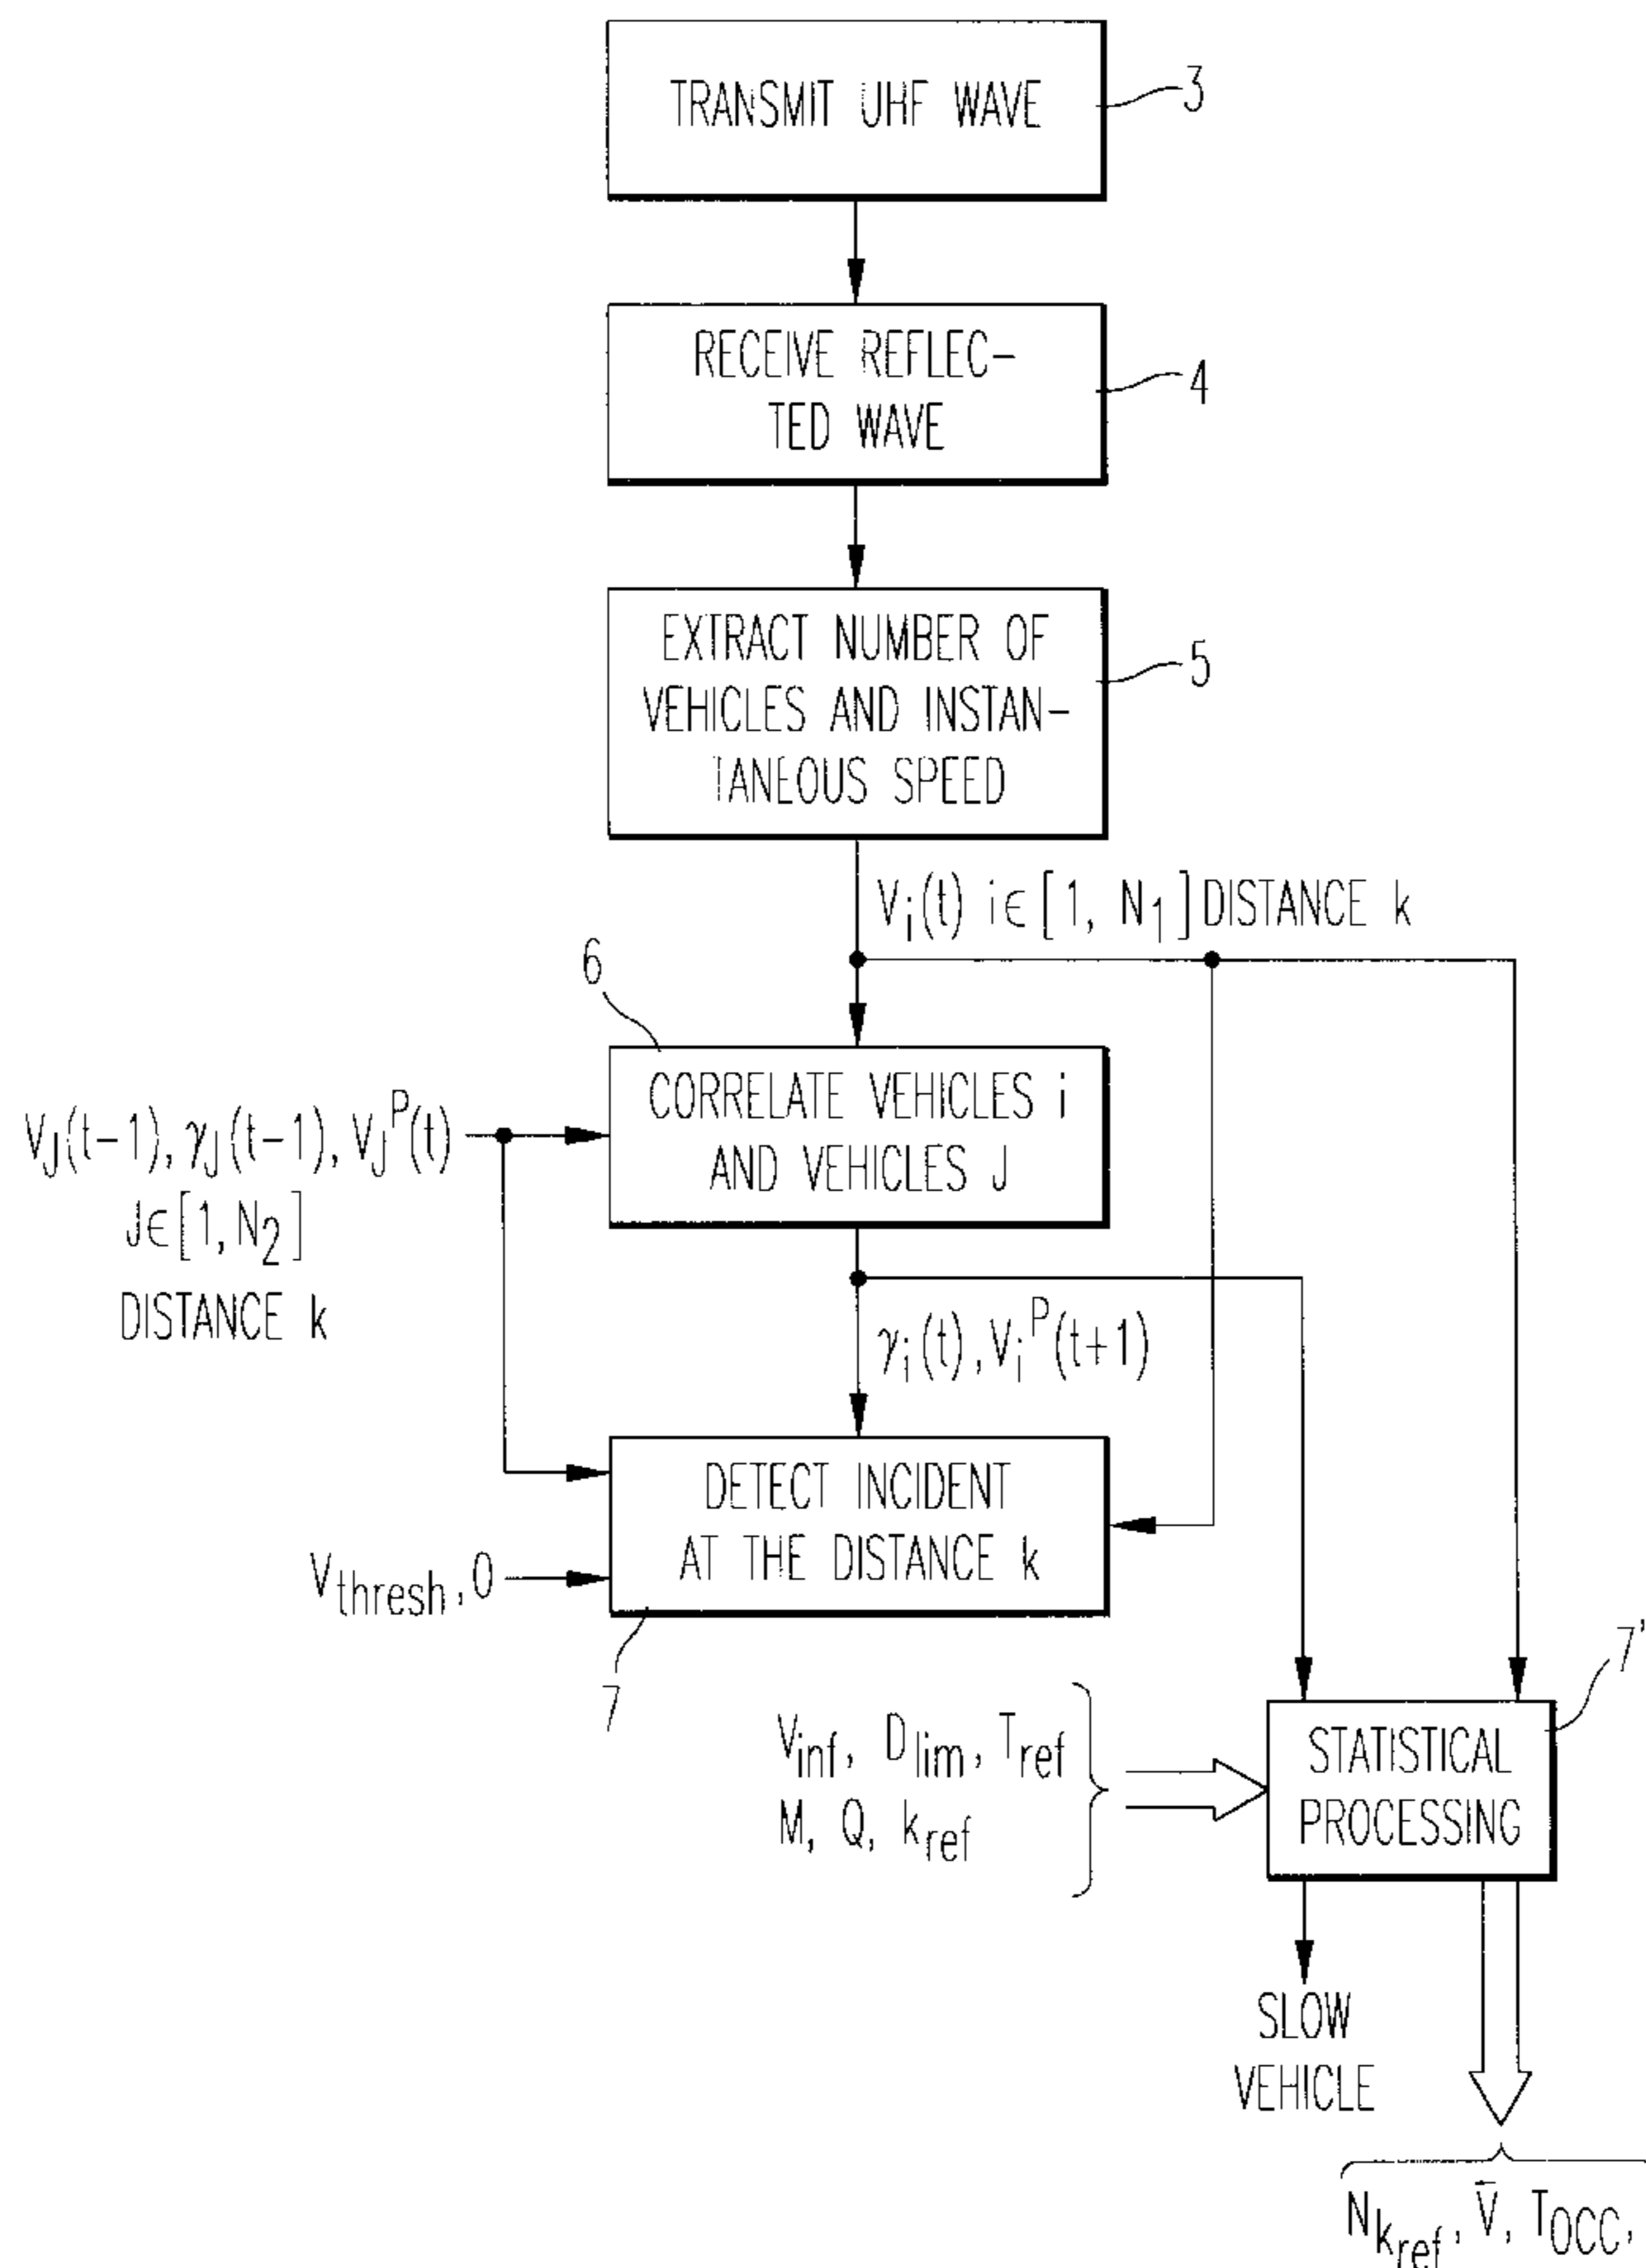 TRANSMIT UHF WAVE
3
RECEIVE REFLEC-
TED WAVE
4
EXTRACT NUMBER OF
VEHICLES AND INSTAN-
TANEOUS SPEED
5
V_i(t) i∈[1, N_1] DISTANCE k
6
CORRELATE VEHICLES i
AND VEHICLES J
V_J(t-1), γ_J(t-1), V_J^P(t)
J∈[1, N_2]
DISTANCE k
γ_i(t), V_i^P(t+1)
DETECT INCIDENT
AT THE DISTANCE k
V_thresh, 0
7
7'
V_inf, D_lim, T_ref
M, Q, k_ref
STATISTICAL
PROCESSING
SLOW
VEHICLE
N_k_ref, V̄, T_OCC,